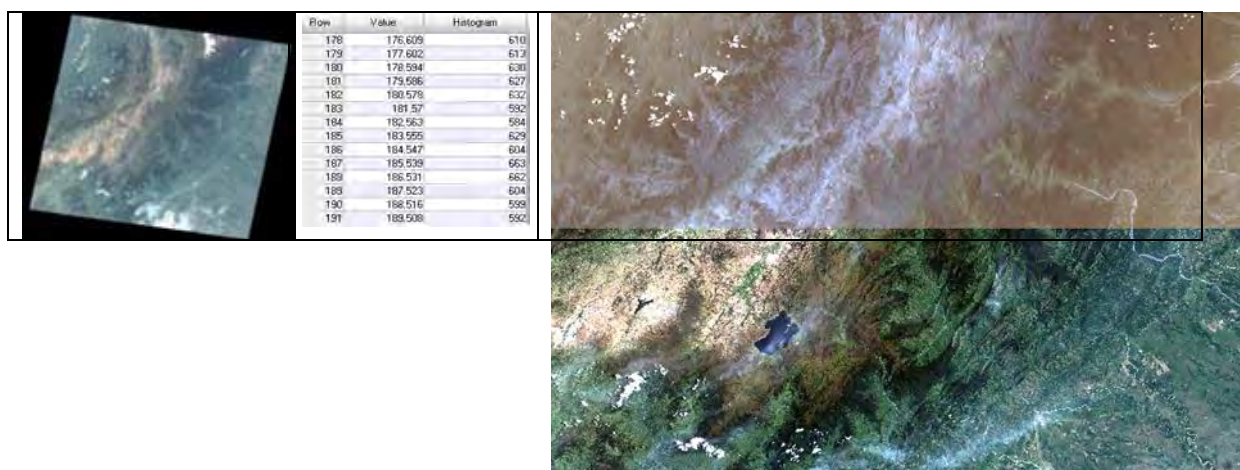 Row Value Histogram
178 176.609 610
179 177.602 617
180 178.594 630
181 179.586 627
182 180.578 632
183 181.57 592
184 182.563 584
185 183.555 629
186 184.547 604
187 185.539 663
188 186.531 662
189 187.523 604
190 188.516 599
191 189.508 592